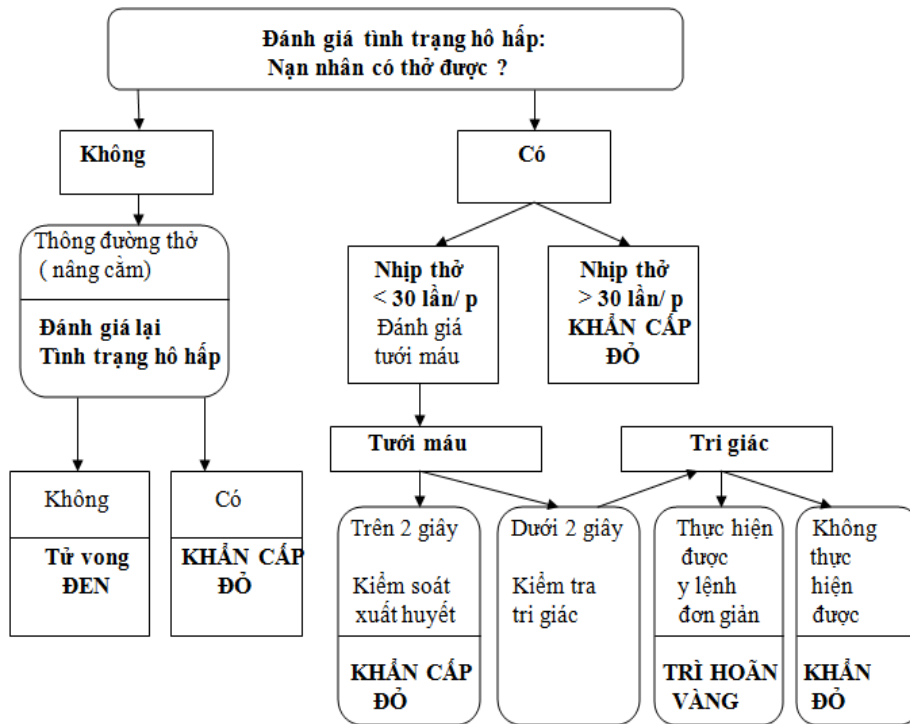 Đánh giá tình trạng hô hấp:
Nạn nhân có thở được ?
Không
Có
Thông đường thở
( nâng cằm)
Đánh giá lại
Tình trạng hô hấp
Nhịp thở
< 30 lần/ p
Đánh giá
tưới máu
Nhịp thở
> 30 lần/ p
KHẨN CẤP
ĐỎ
Tưới máu
Tri giác
Không
Tử vong
ĐEN
Có
KHẨN CẤP
ĐỎ
Trên 2 giây
Kiểm soát
xuất huyết
KHẨN CẤP
ĐỎ
Dưới 2 giây
Kiểm tra
tri giác
Thực hiện
được
y lệnh
đơn giản
TRÌ HOÃN
VÀNG
Không
thực
hiện
được
KHẨN
ĐỎ